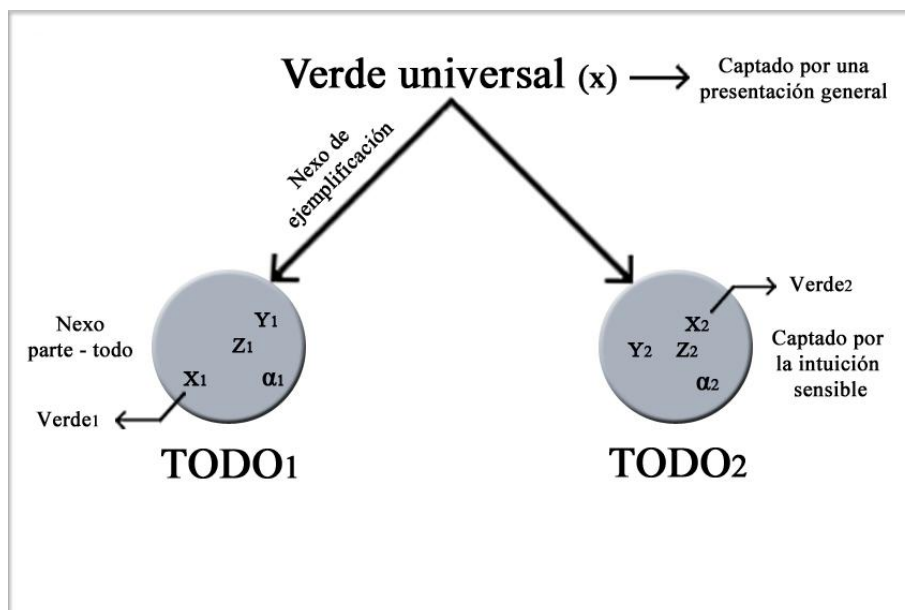 Verde universal (x)
Captado por una
presentación general
Nexo de
ejemplificación
Nexo
parte - todo
Y1
Z1
X1
α1
Verde1
TODO1
Verde2
X2
Y2
Z2
α2
Captado por
la intuición
sensible
TODO2